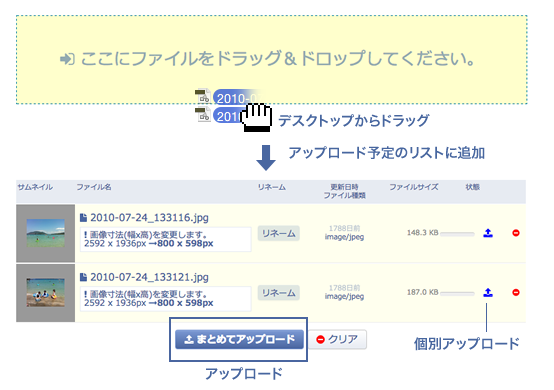 ここにファイルをドラッグ＆ドロップしてください。
2010-0
2010
デスクトップからドラッグ
アップロード予定のリストに追加
サムネイル ファイル名 リネーム 更新日時 ファイルサイズ 状態
ファイル種類
2010-07-24_133116.jpg
! 画像寸法(幅x高)を変更します。
2592 x 1936px →800 x 598px
リネーム
1788日前
image/jpeg
148.3 KB
2010-07-24_133121.jpg
! 画像寸法(幅x高)を変更します。
2592 x 1936px →800 x 598px
リネーム
1788日前
image/jpeg
187.0 KB
まとめてアップロード クリア
個別アップロード
アップロード